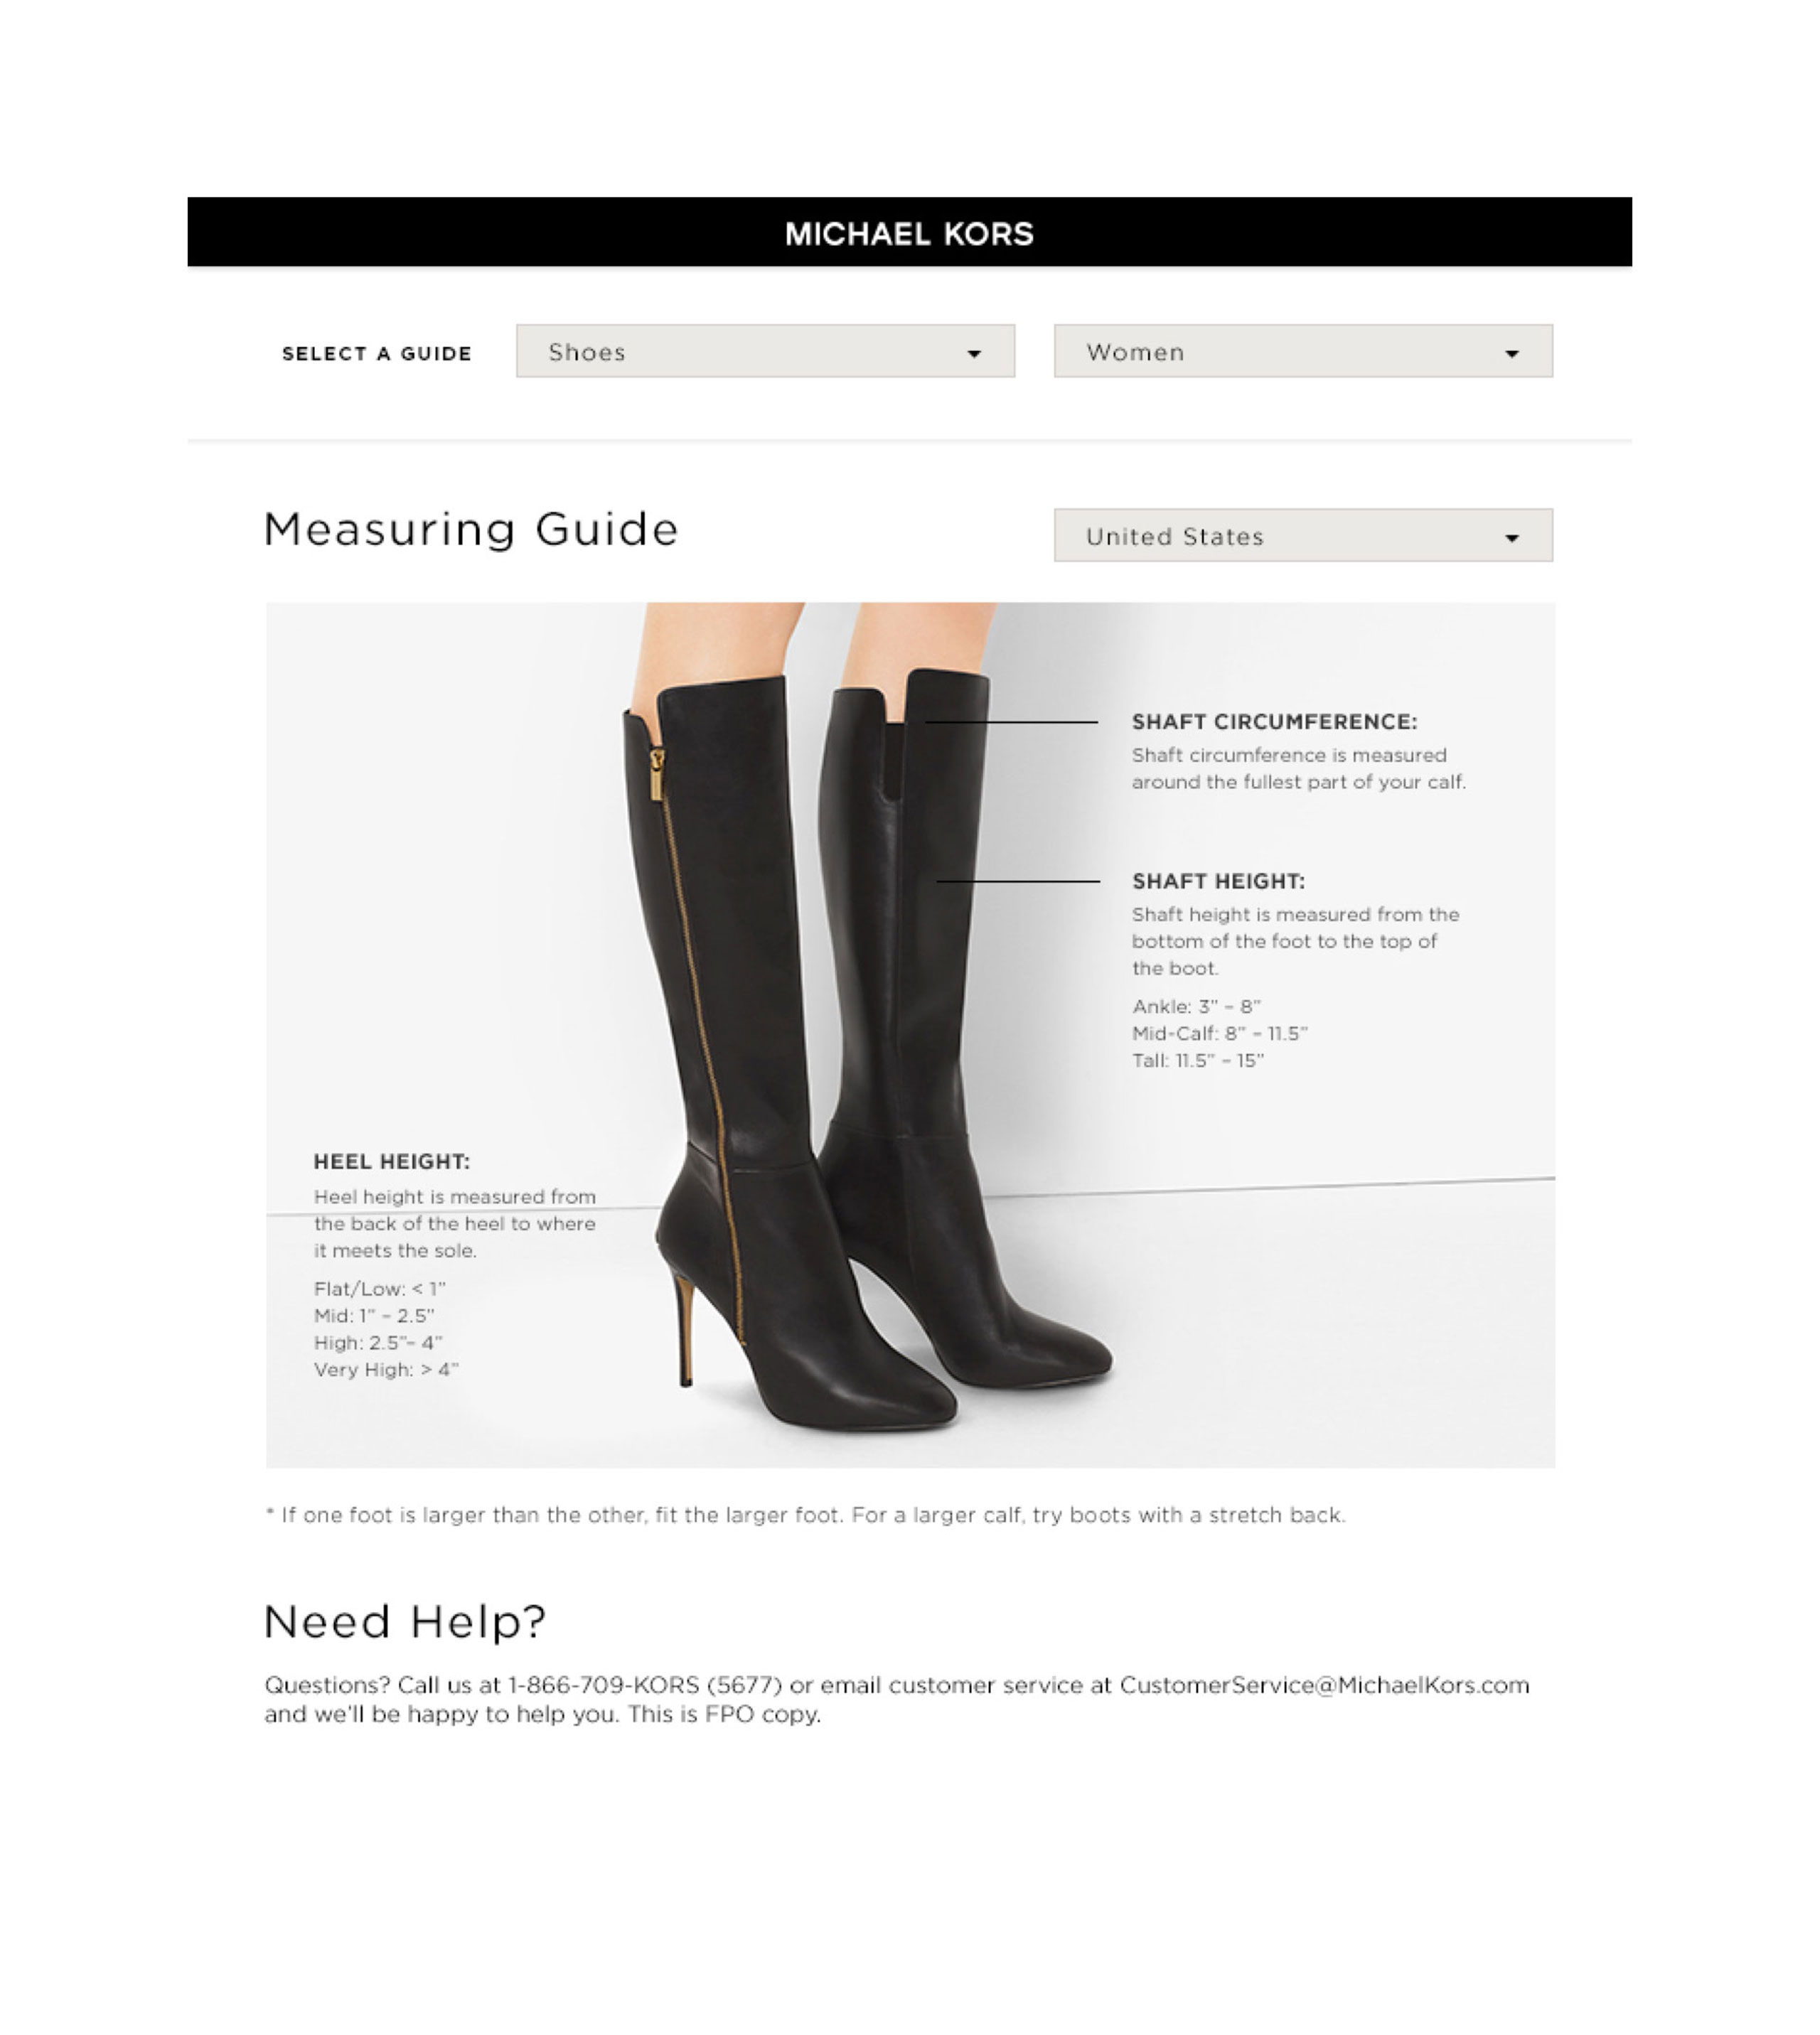 MICHAEL KORS
SELECT A GUIDE
Shoes
Women
Measuring Guide
United States
SHAFT CIRCUMFERENCE:
Shaft circumference is measured
around the fullest part of your calf.
SHAFT HEIGHT:
Shaft height is measured from the
bottom of the foot to the top of
the boot.
Ankle: 3” – 8”
Mid-Calf: 8” – 11.5”
Tall: 11.5” – 15”
HEEL HEIGHT:
Heel height is measured from
the back of the heel to where
it meets the sole.
Flat/Low: < 1”
Mid: 1” – 2.5”
High: 2.5”– 4”
Very High: > 4”
* If one foot is larger than the other, fit the larger foot. For a larger calf, try boots with a stretch back.
Need Help?
Questions? Call us at 1-866-709-KORS (5677) or email customer service at CustomerService@MichaelKors.com
and we’ll be happy to help you. This is FPO copy.